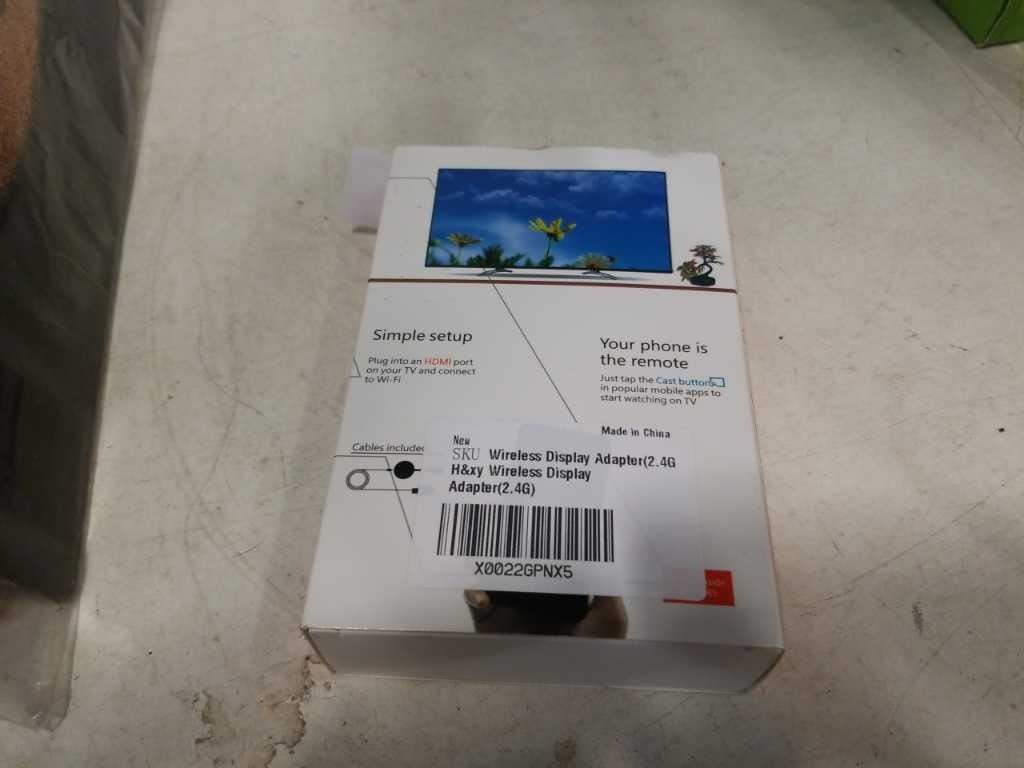 Simple setup
Plug into an HDMI port
on your TV and connect
to Wi-Fi
Your phone is
the remote
Just tap the Cast button
in popular mobile apps to
start watching on TV
Made in China
Cables included
New
SKU Wireless Display Adapter(2.4G
H&xy Wireless Display
Adapter(2.4G)
X0022GPNX5